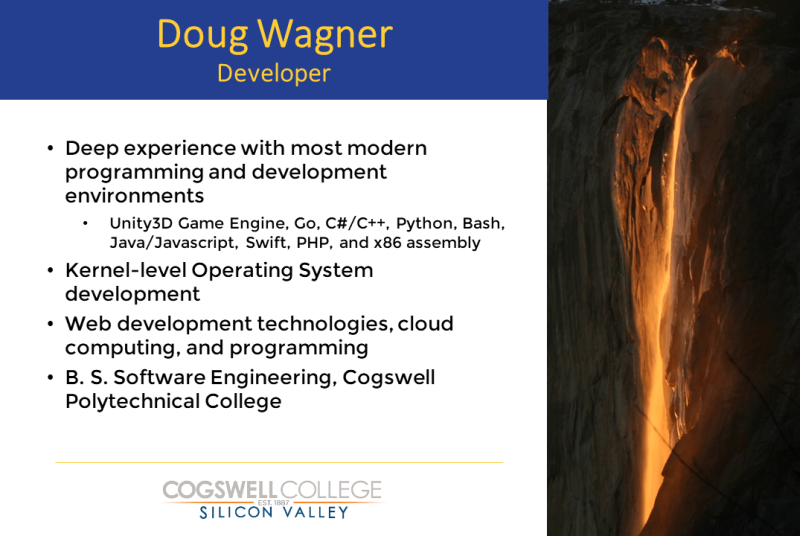 Doug Wagner
Developer
• Deep experience with most modern
programming and development
environments
• Unity3D Game Engine, Go, C#/C++, Python, Bash,
Java/Javascript, Swift, PHP, and x86 assembly
• Kernel-level Operating System
development
• Web development technologies, cloud
computing, and programming
• B. S. Software Engineering, Cogswell
Polytechnical College
COGSWELLCOLLEGE
EST. 1887
SILICON VALLEY